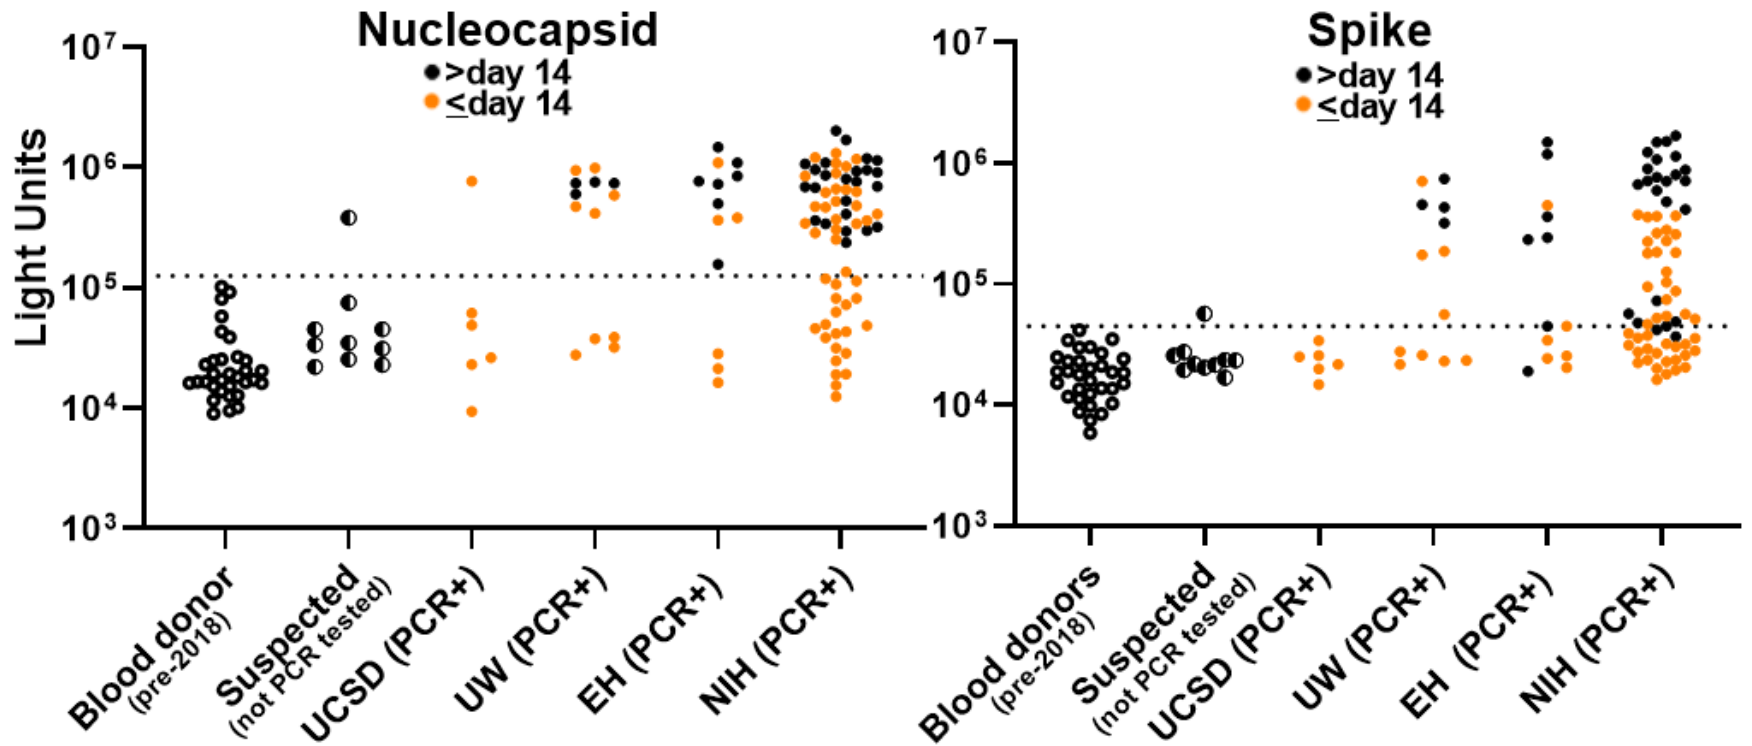 Nucleocapsid
>day 14
≤day 14
Light Units
10⁷
10⁶
10⁵
10⁴
10³
Blood donor
(pre-2018)
Suspected
(not PCR tested)
UCSD (PCR+)
UW (PCR+)
EH (PCR+)
NIH (PCR+)
Spike
>day 14
≤day 14
10⁷
10⁶
10⁵
10⁴
10³
Blood donors
(pre-2018)
Suspected
(not PCR tested)
UCSD (PCR+)
UW (PCR+)
EH (PCR+)
NIH (PCR+)